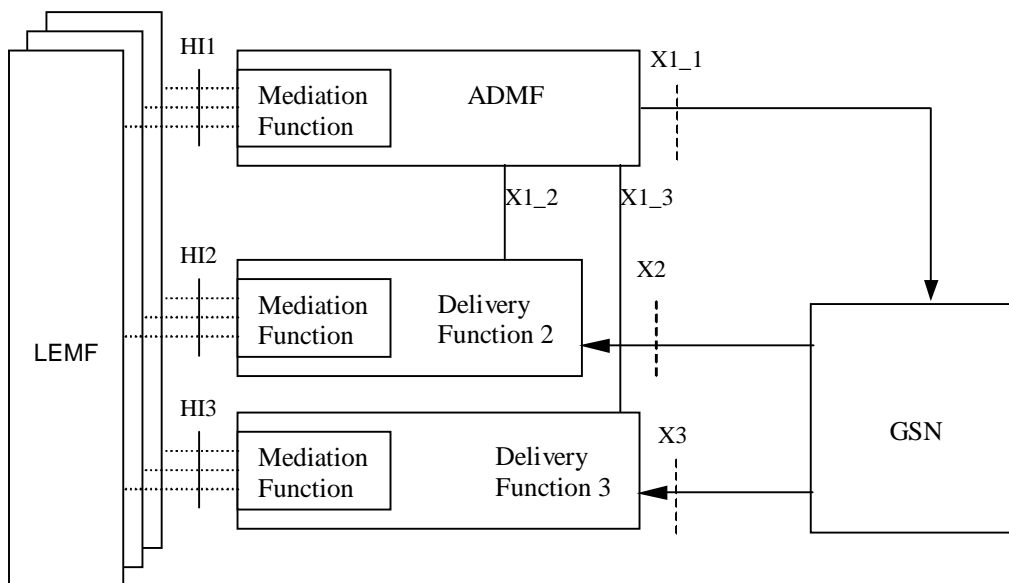 HI1
X1_1
Mediation
Function
ADMF
X1_2
X1_3
HI2
X2
Mediation
Function
Delivery
Function 2
LEMF
HI3
X3
GSN
Mediation
Function
Delivery
Function 3